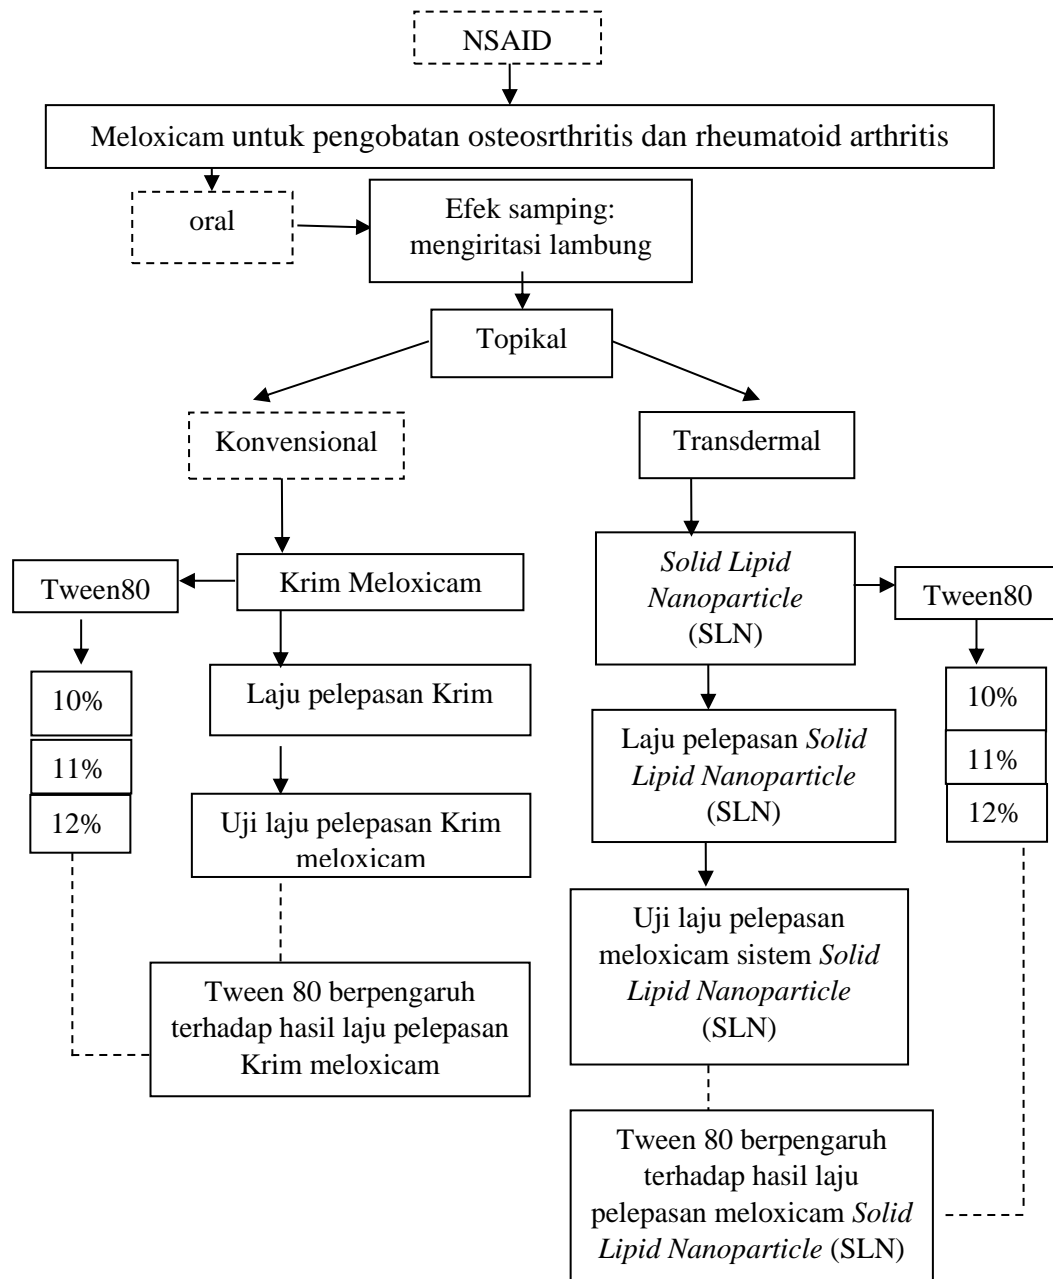 NSAID
Meloxicam untuk pengobatan osteosrthritis dan rheumatoid arthritis
oral
Efek samping:
mengiritasi lambung
Topikal
Konvensional
Transdermal
Tween80
Krim Meloxicam
Solid Lipid
Nanoparticle
(SLN)
Tween80
10%
11%
12%
Laju pelepasan Krim
Laju pelepasan Solid
Lipid Nanoparticle
(SLN)
10%
11%
12%
Uji laju pelepasan Krim
meloxicam
Uji laju pelepasan
meloxicam sistem Solid
Lipid Nanoparticle
(SLN)
Tween 80 berpengaruh
terhadap hasil laju pelepasan
Krim meloxicam
Tween 80 berpengaruh
terhadap hasil laju
pelepasan meloxicam Solid
Lipid Nanoparticle (SLN)